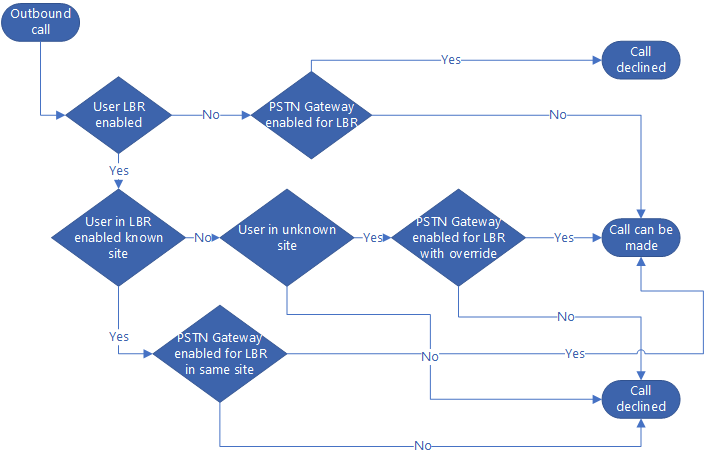 Outbound
call
Yes
Call
declined
User LBR
enabled
No
PSTN Gateway
enabled for LBR
No
Yes
User in LBR
enabled known
site
No
User in unknown
site
Yes
PSTN Gateway
enabled for LBR
with override
Yes
Call can be
made
No
Yes
PSTN Gateway
enabled for LBR
in same site
No
Yes
Call
declined
No